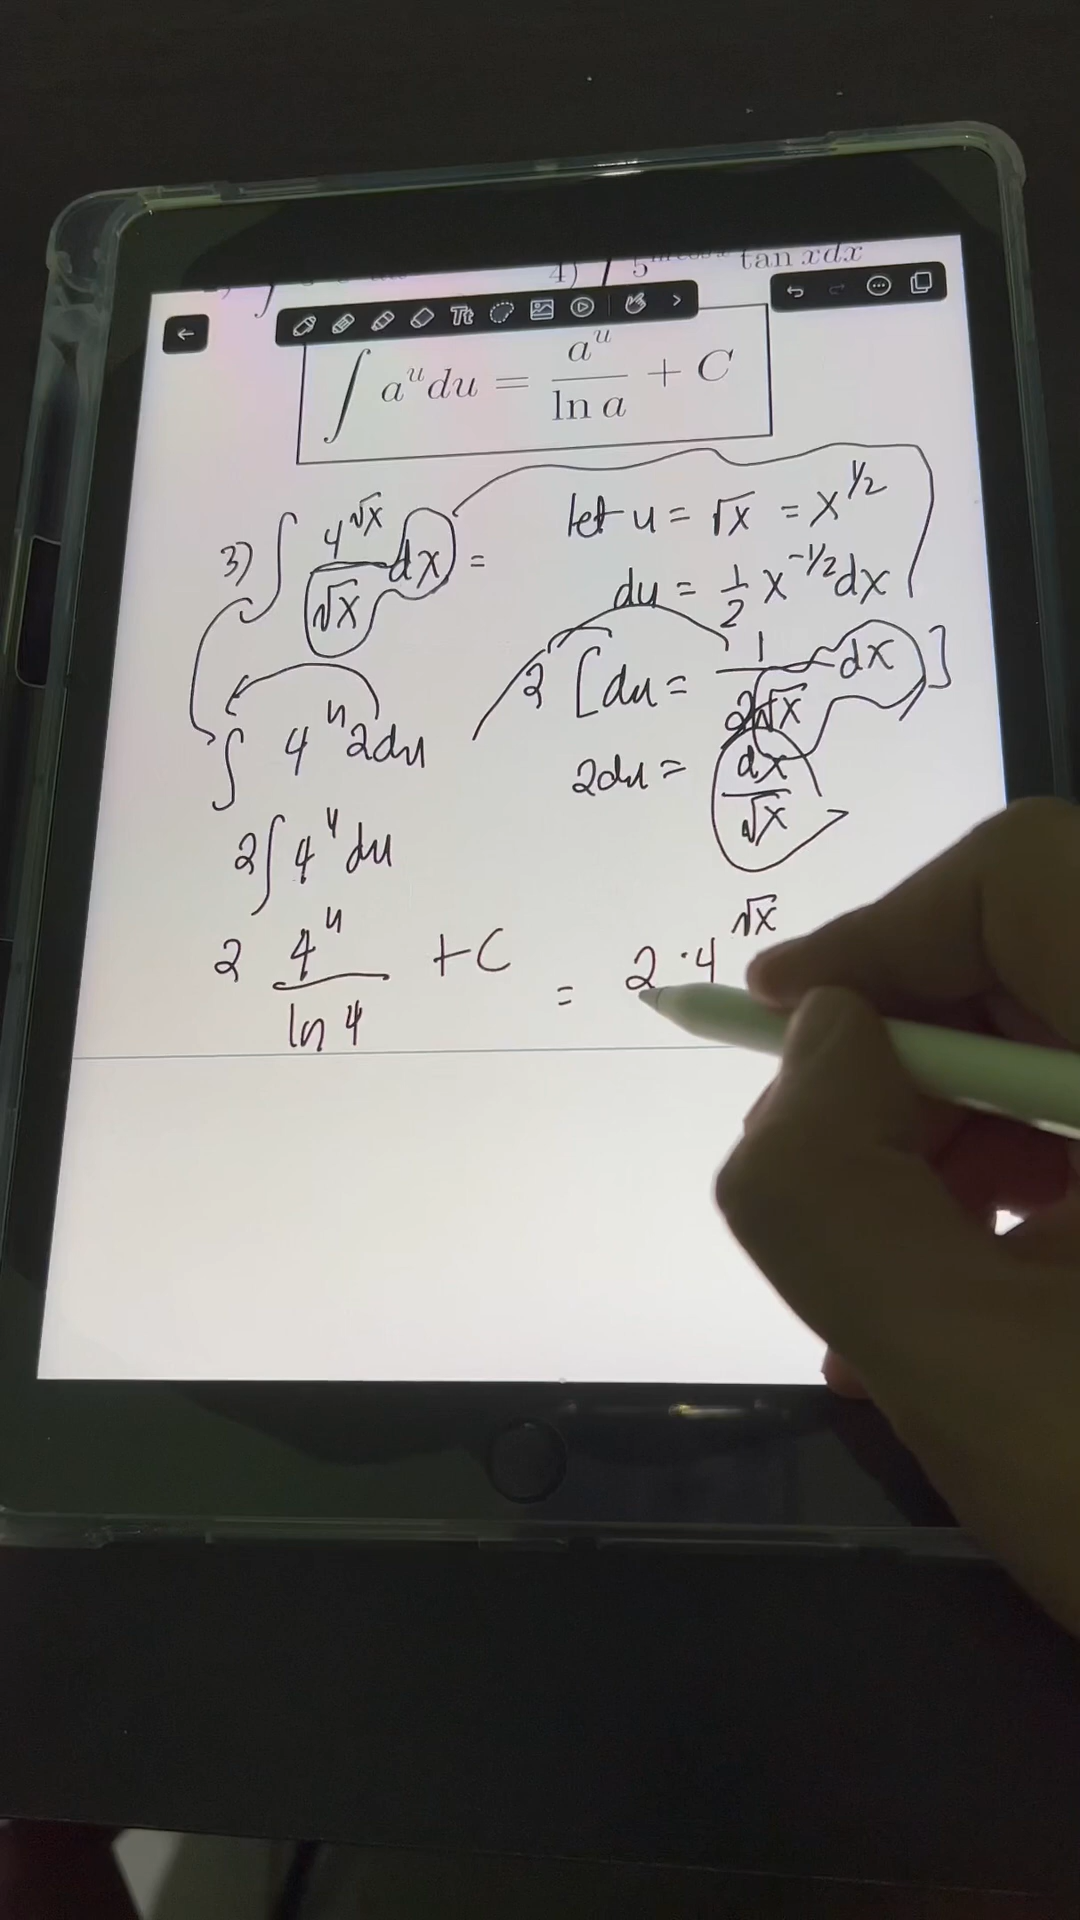 4) ∫ 5 tan x dx
Tt
∫ a^u du = a^u / ln a + C
3) ∫ 4^√x / √x dx =
let u = √x = x^1/2
du = 1/2 x^-1/2 dx
2 [du = 1 / 2√x dx]
∫ 4^u 2du
2du = dx / √x
2∫ 4^u du
2 4^u / ln 4 + C = 2 · 4^√x